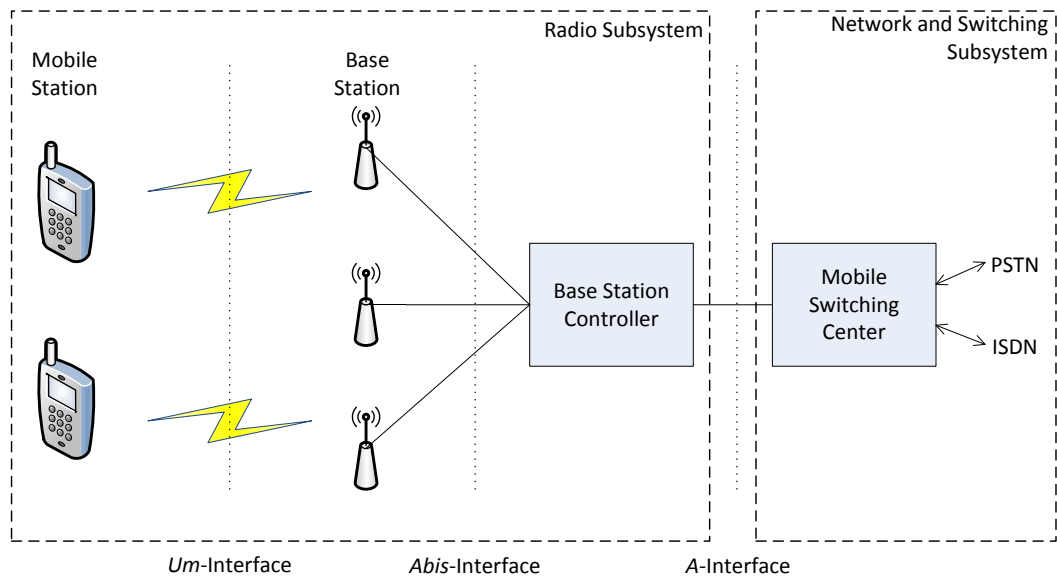 Radio Subsystem
Network and Switching
Subsystem
Mobile
Station
Base
Station
Base Station
Controller
Mobile
Switching
Center
PSTN
ISDN
Um-Interface
Abis-Interface
A-Interface